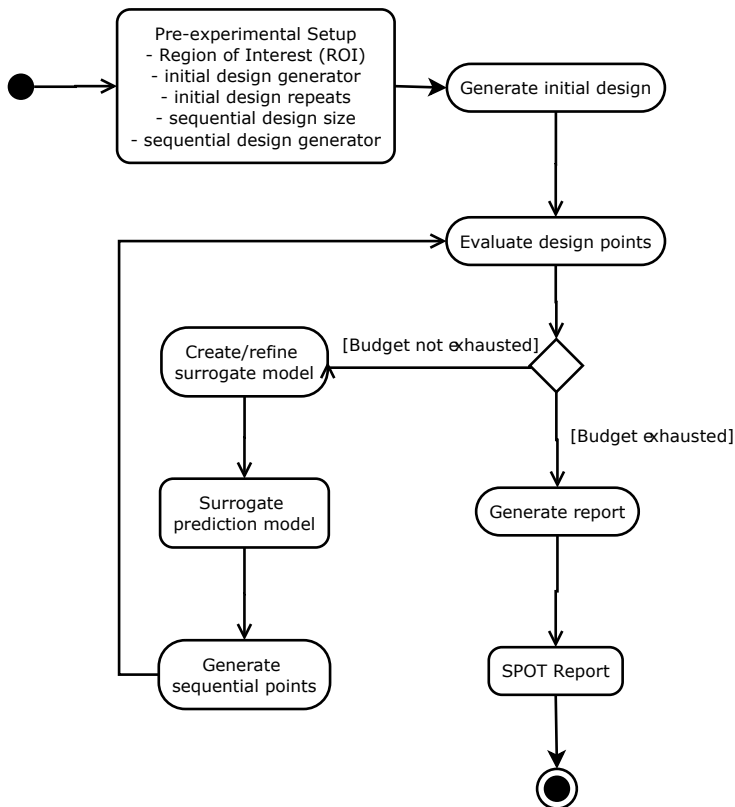 Pre-experimental Setup
- Region of Interest (ROI)
- initial design generator
- initial design repeats
- sequential design size
- sequential design generator
Generate initial design
Evaluate design points
[Budget not exhausted]
Create/refine
surrogate model
[Budget exhausted]
Surrogate
prediction model
Generate report
Generate
sequential points
SPOT Report